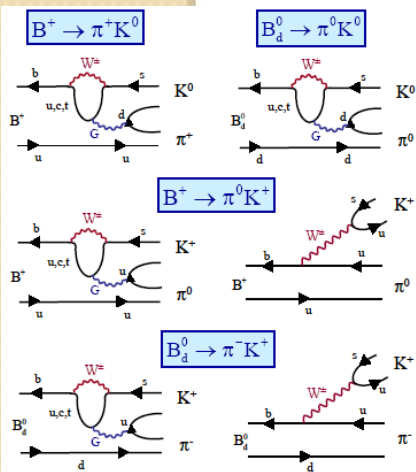 B⁺ → π⁺K⁰
B⁰d → π⁰K⁰
W±
b
s
K⁰
u,c,t
d
B⁺
G
π⁺
u
u
W±
b
s
K⁰
u,c,t
d
B⁰d
G
π⁰
d
d
B⁺ → π⁰K⁺
W±
b
s
K⁺
u,c,t
u
B⁺
G
π⁰
u
u
s
K⁺
W±
u
b
u
B⁺
π⁰
u
B⁰d → π⁻K⁺
W±
b
s
K⁺
u,c,t
u
B⁰d
G
π⁻
d
s
K⁺
W±
u
b
u
B⁰d
π⁻
d